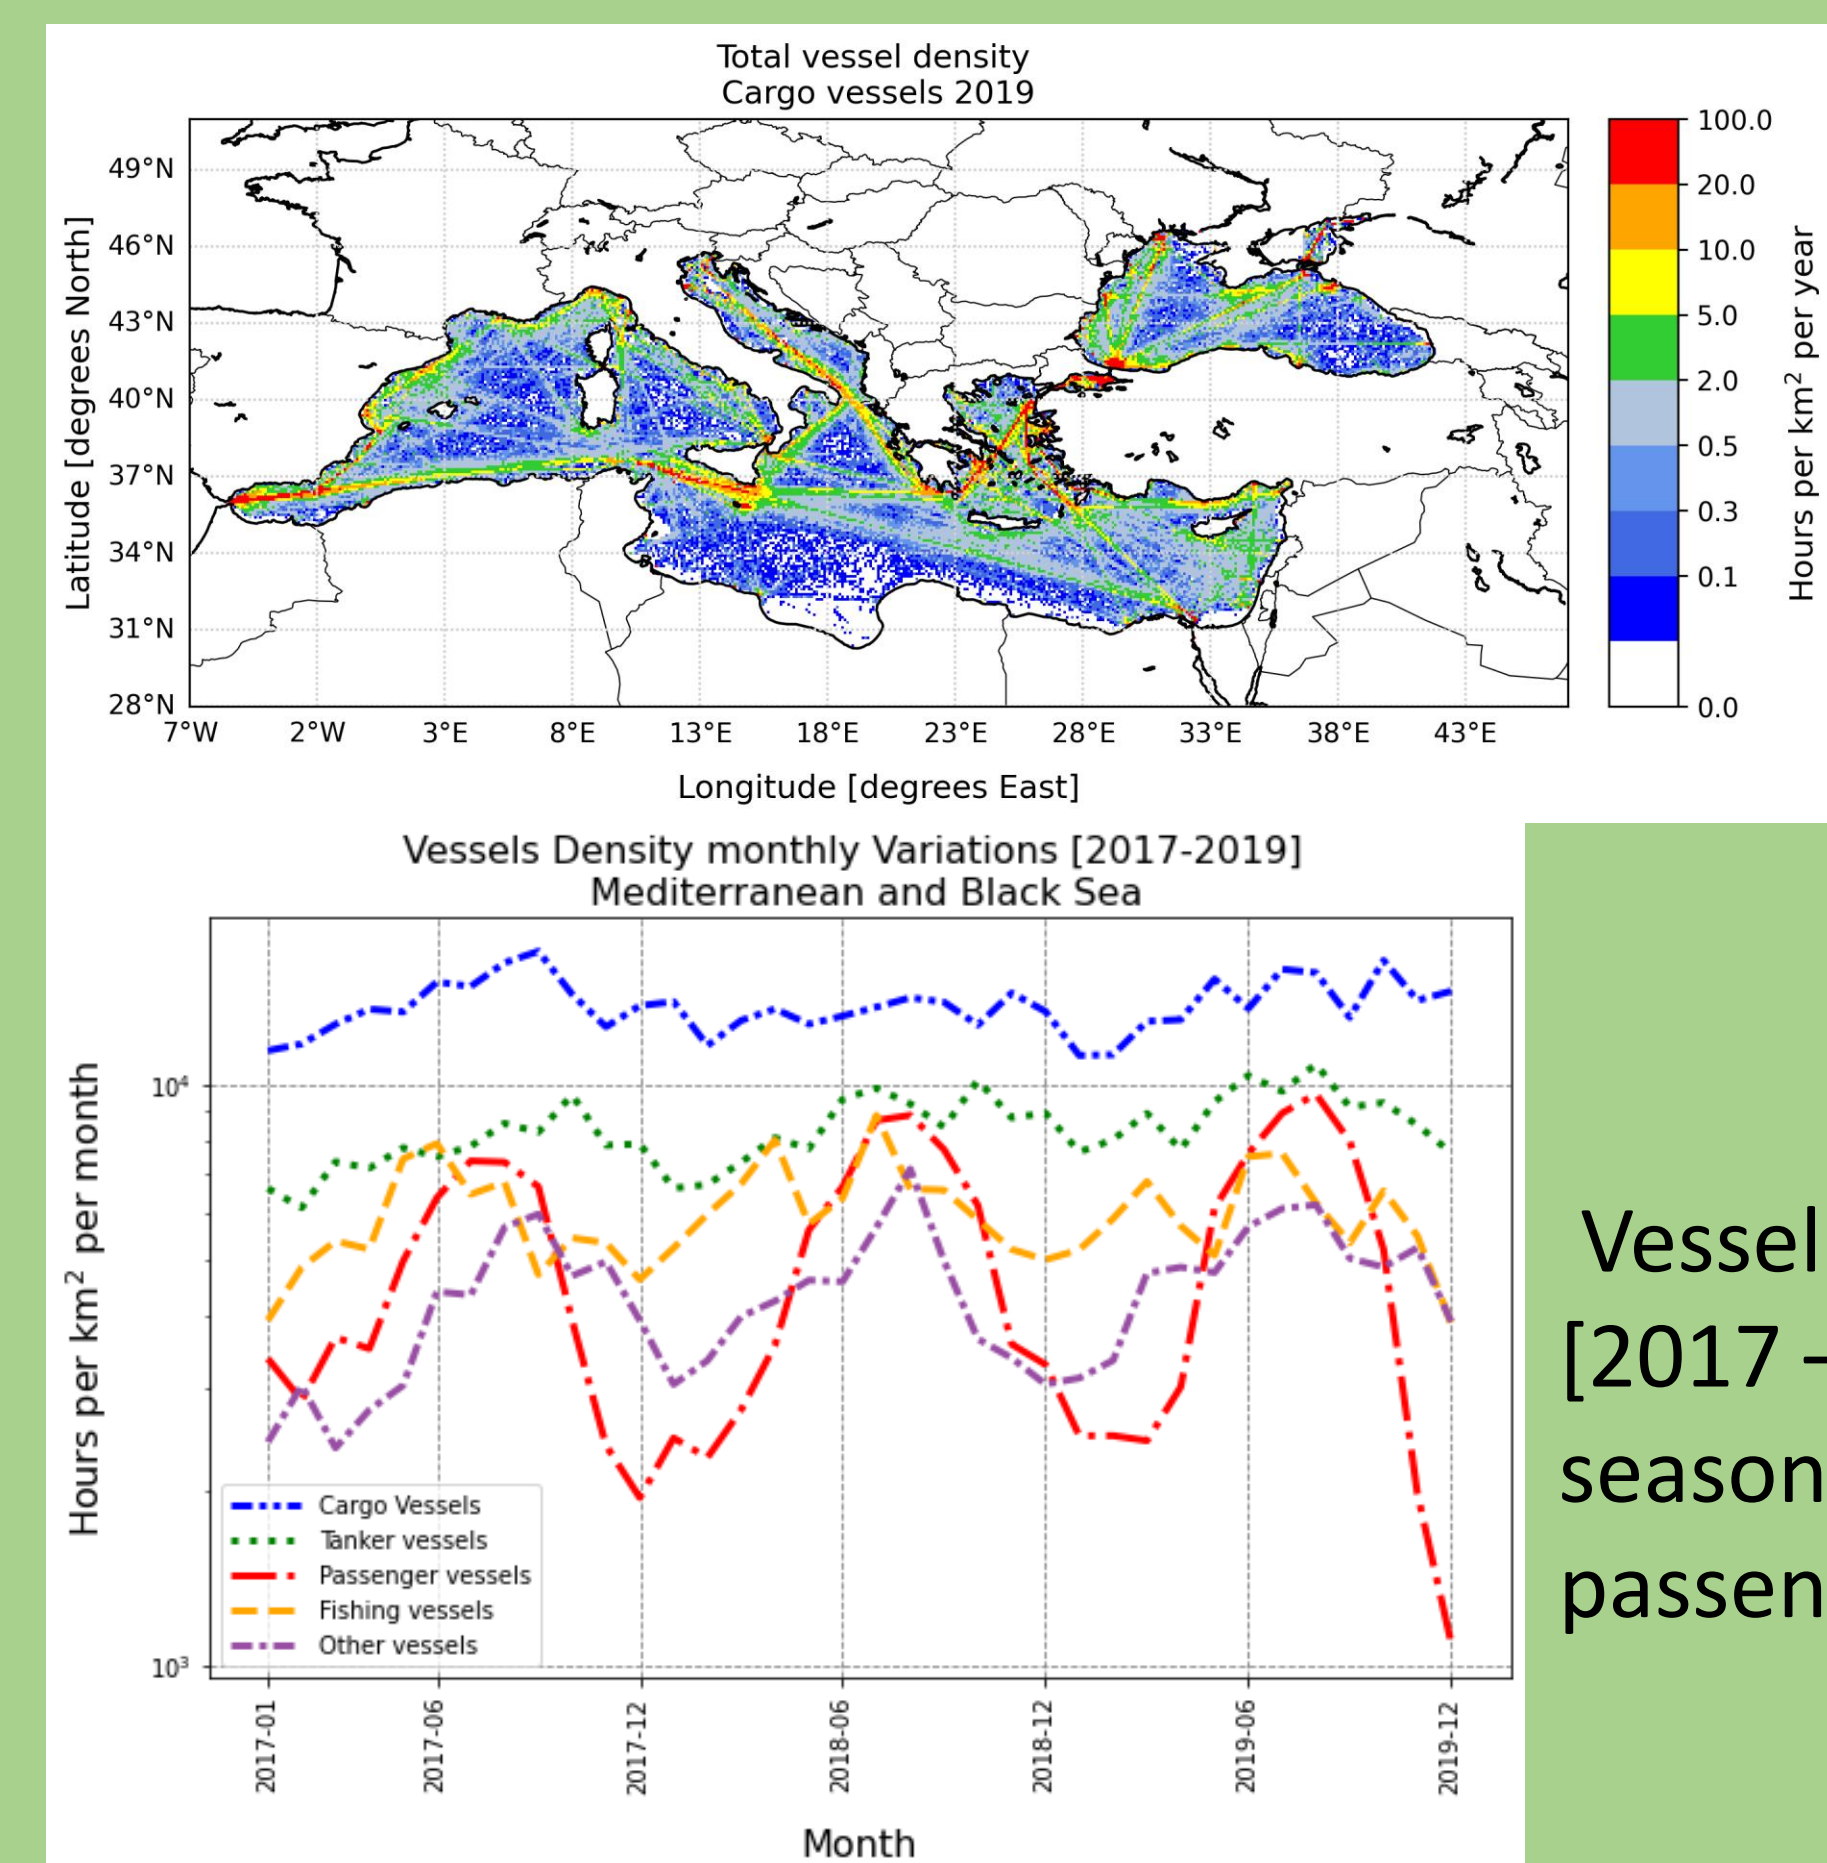 Total vessel density
Cargo vessels 2019
Latitude [degrees North]
49°N
46°N
43°N
40°N
37°N
34°N
31°N
28°N
7°W 2°W 3°E 8°E 13°E 18°E 23°E 28°E 33°E 38°E 43°E
Longitude [degrees East]
100.0
20.0
10.0
5.0
2.0
0.5
0.3
0.1
0.0
Hours per km² per year
Vessels Density monthly Variations [2017-2019]
Mediterranean and Black Sea
Hours per km² per month
10⁴
10³
Cargo Vessels
Tanker vessels
Passenger vessels
Fishing vessels
Other vessels
2017-01 2017-06 2017-12 2018-06 2018-12 2019-06 2019-12
Month
Vessel
[2017 -
season
passen